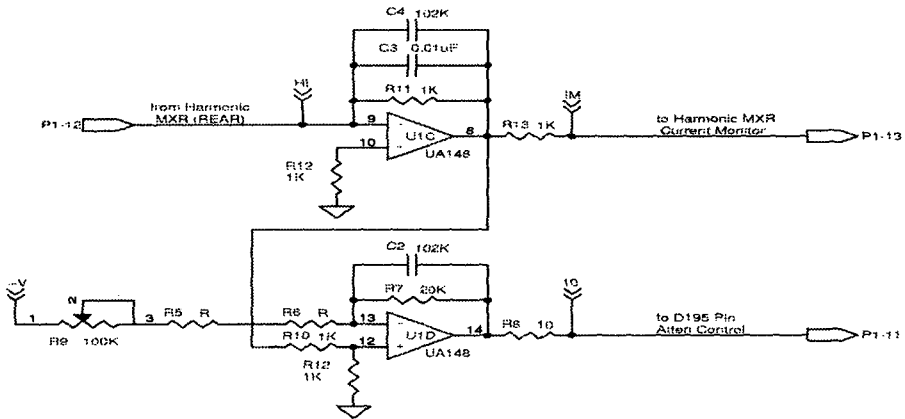 C4 102K
C3 0.01uF
HI
R11 1K
IM
from Harmonic
MXR (REAR)
P1-12
9
10
U1C
8
UA148
R13 1K
to Harmonic MXR
Current Monitor
P1-13
R12
1K
C2 102K
R7 20K
-V
2
1
R9 100K
3
R5 R
R6 R
13
R10 1K
12
U1D
14
UA148
R8 10
to D195 Pin
Atten Control
P1-11
R12
1K